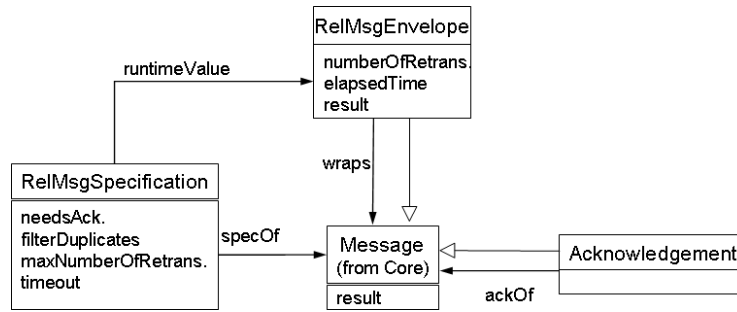 RelMsgEnvelope
numberOfRetrans.
elapsedTime
result
runtimeValue
wraps
RelMsgSpecification
needsAck.
filterDuplicates
maxNumberOfRetrans.
timeout
specOf
Message
(from Core)
result
Acknowledgement
ackOf